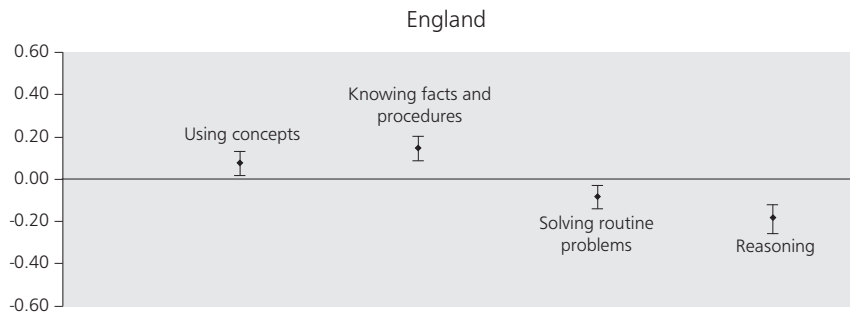 England
0.60
0.40
Knowing facts and
procedures
0.20
Using concepts
0.00
-0.20
Solving routine
problems
Reasoning
-0.40
-0.60